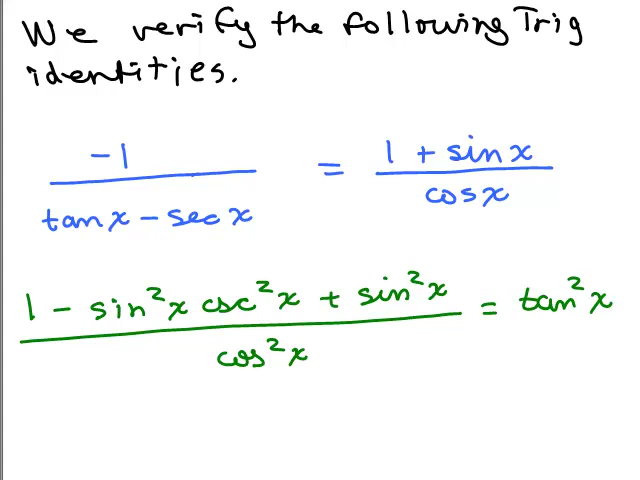 We verify the following Trig
identities.
-1 / (tan x - sec x) = (1 + sin x) / cos x
(1 - sin²x csc²x + sin²x) / cos²x = tan²x